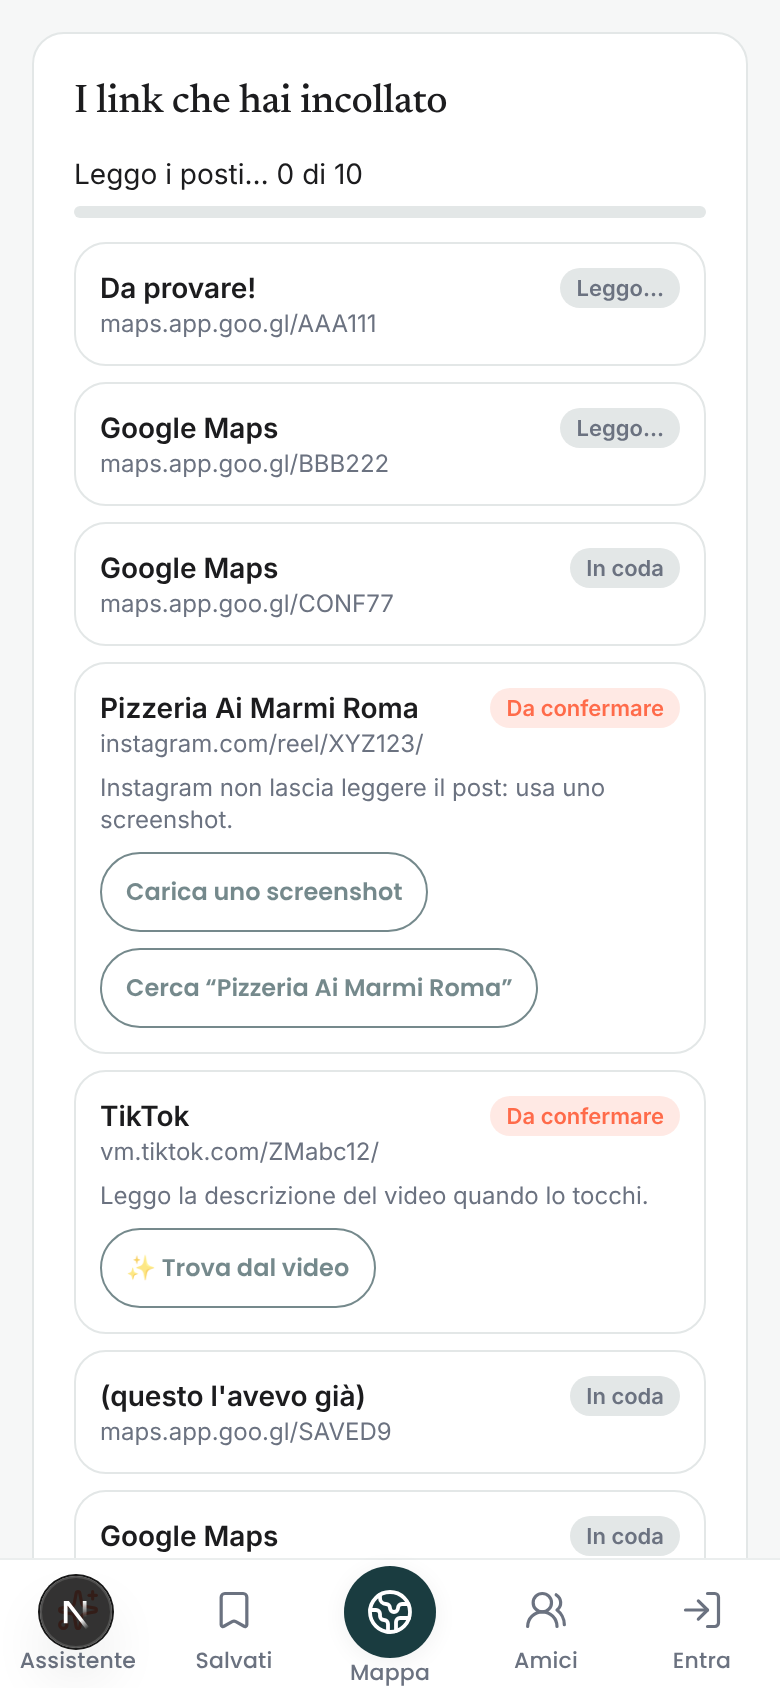 I link che hai incollato
Leggo i posti... 0 di 10
Da provare!
Leggo...
maps.app.goo.gl/AAA111
Google Maps
Leggo...
maps.app.goo.gl/BBB222
Google Maps
In coda
maps.app.goo.gl/CONF77
Pizzeria Ai Marmi Roma
Da confermare
instagram.com/reel/XYZ123/
Instagram non lascia leggere il post: usa uno
screenshot.
Carica uno screenshot
Cerca “Pizzeria Ai Marmi Roma”
TikTok
Da confermare
vm.tiktok.com/ZMabc12/
Leggo la descrizione del video quando lo tocchi.
✨ Trova dal video
(questo l'avevo già)
In coda
maps.app.goo.gl/SAVED9
Google Maps
In coda
N
Assistente
Salvati
Mappa
Amici
Entra